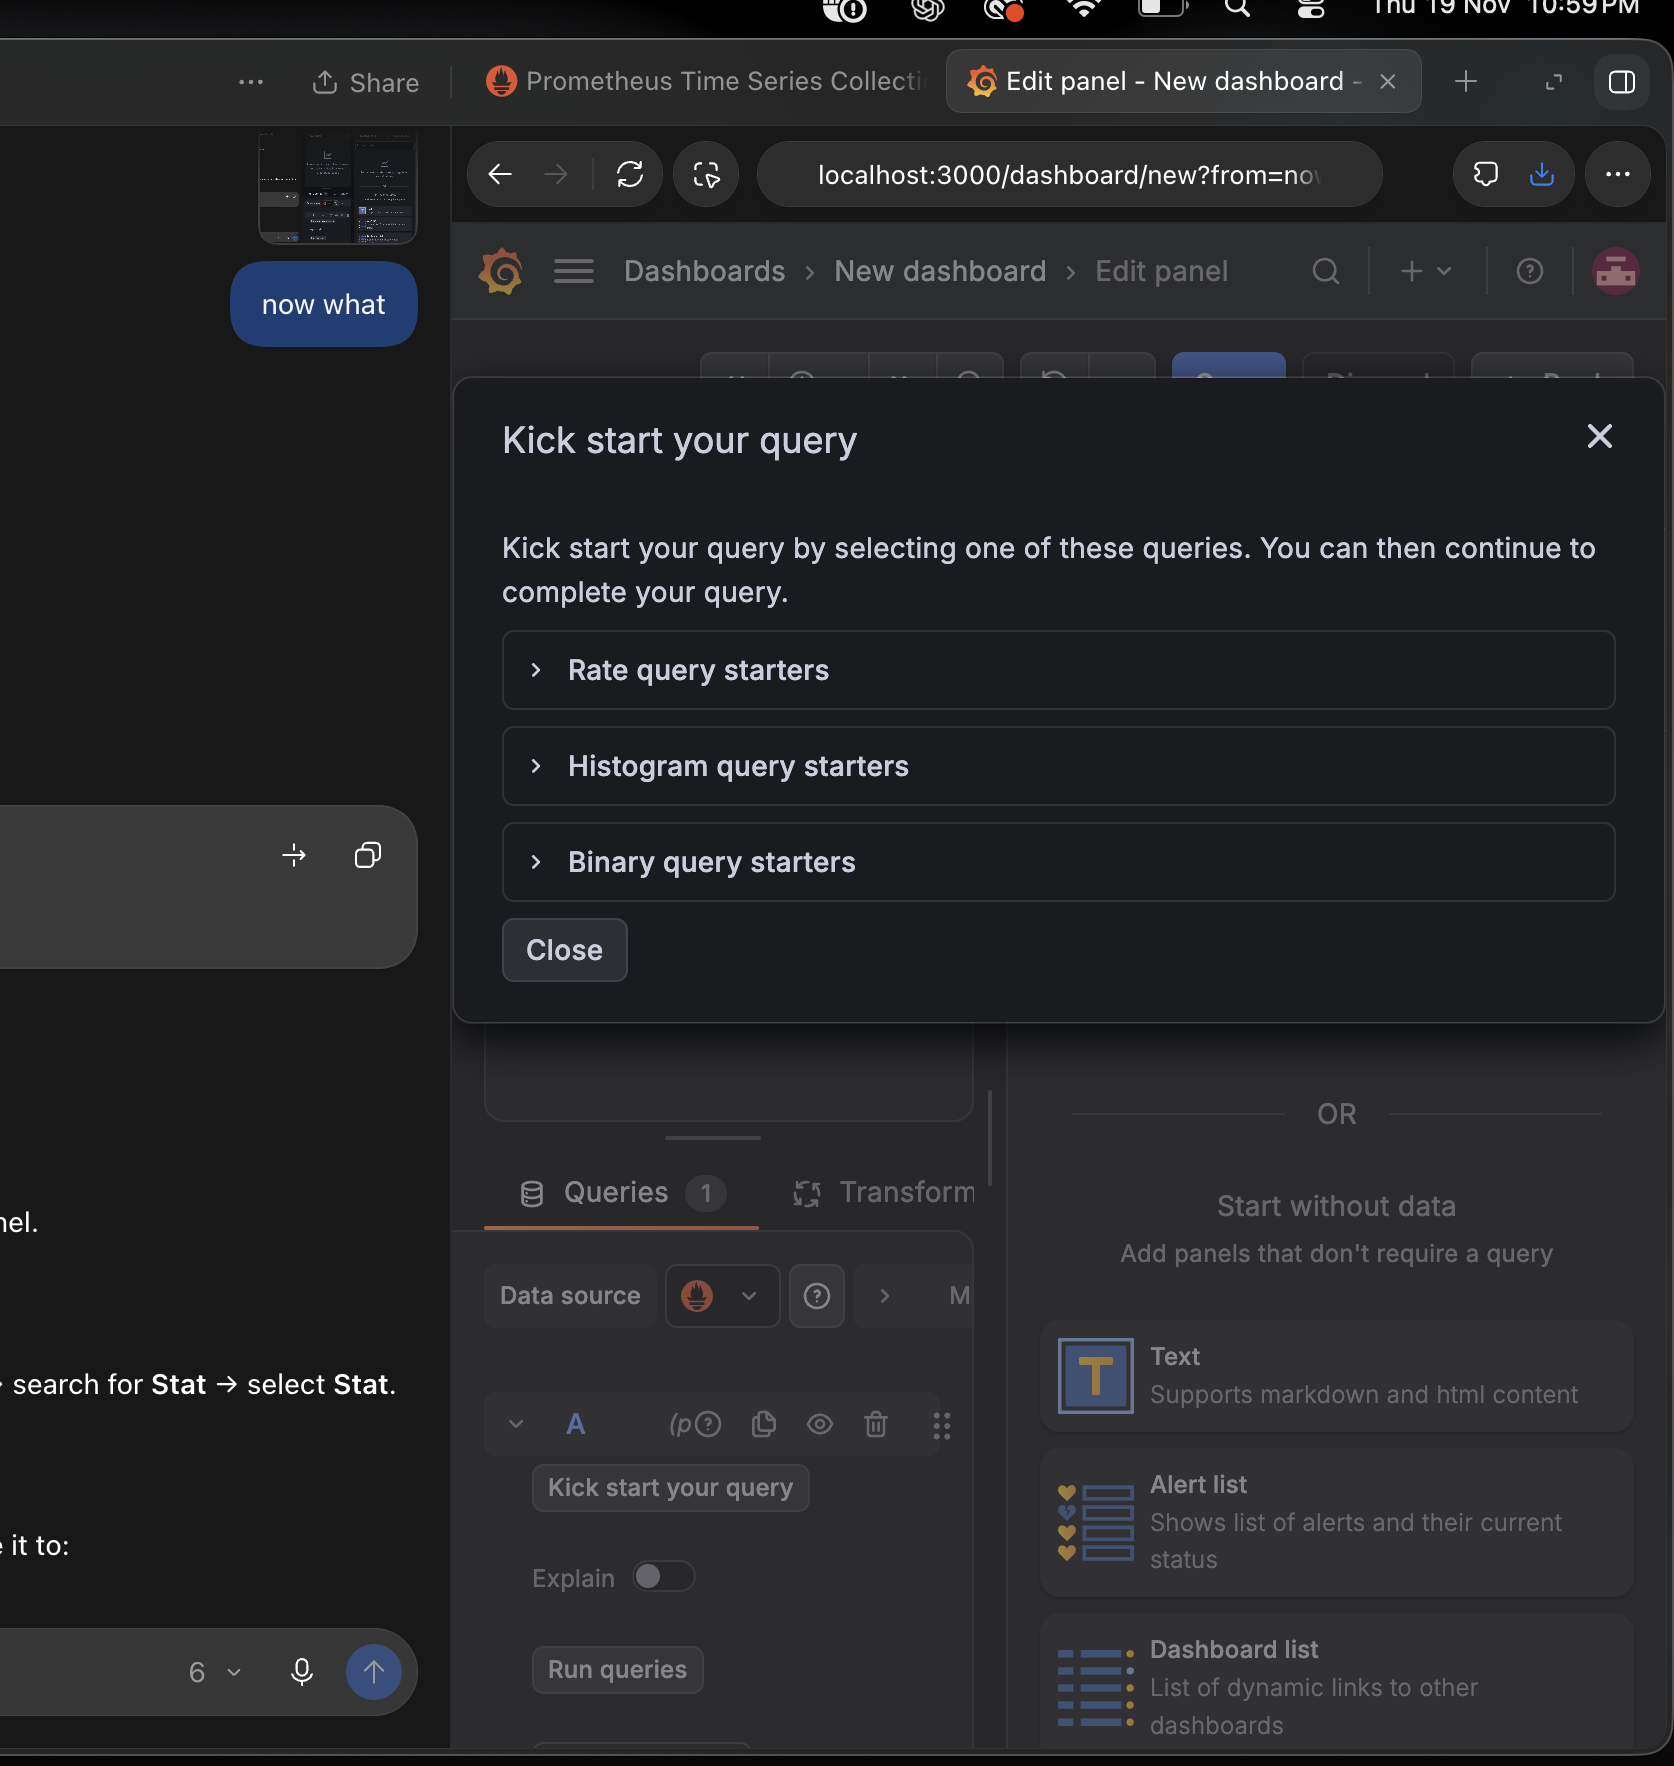 Thu 19 Nov 10:59 PM
Share
Prometheus Time Series Collecti
Edit panel - New dashboard -
localhost:3000/dashboard/new?from=no
now what
Dashboards › New dashboard › Edit panel
Kick start your query
Kick start your query by selecting one of these queries. You can then continue to
complete your query.
Rate query starters
Histogram query starters
Binary query starters
Close
nel.
search for Stat → select Stat.
e it to:
6
Queries 1
Transform
Data source
M
A
(p
Kick start your query
Explain
Run queries
OR
Start without data
Add panels that don't require a query
T
Text
Supports markdown and html content
Alert list
Shows list of alerts and their current
status
Dashboard list
List of dynamic links to other
dashboards